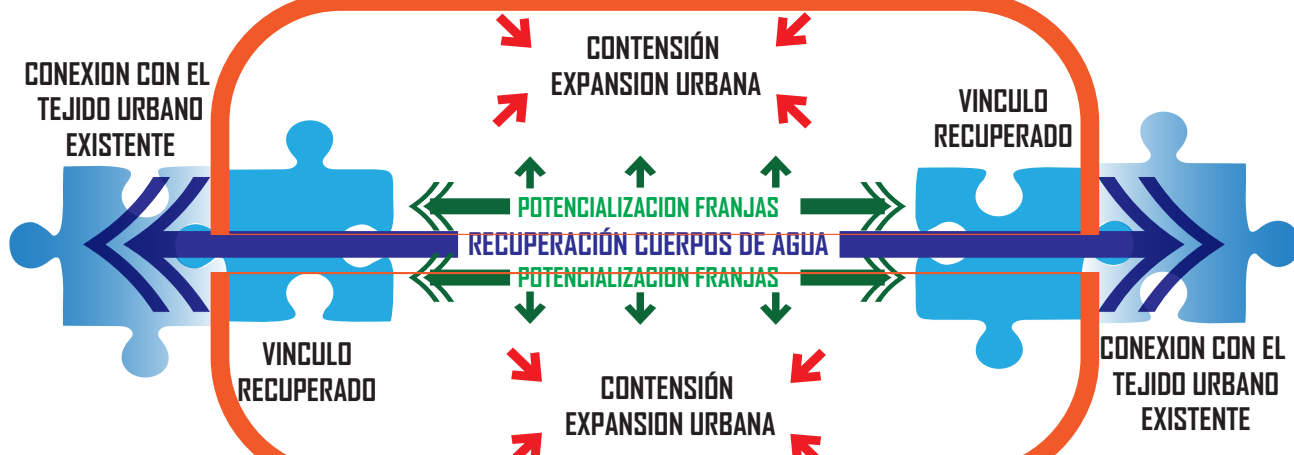 CONTENSIÓN
EXPANSION URBANA
CONEXION CON EL
TEJIDO URBANO
EXISTENTE
VINCULO
RECUPERADO
POTENCIALIZACION FRANJAS
RECUPERACIÓN CUERPOS DE AGUA
POTENCIALIZACION FRANJAS
VINCULO
RECUPERADO
CONTENSIÓN
EXPANSION URBANA
CONEXION CON EL
TEJIDO URBANO
EXISTENTE